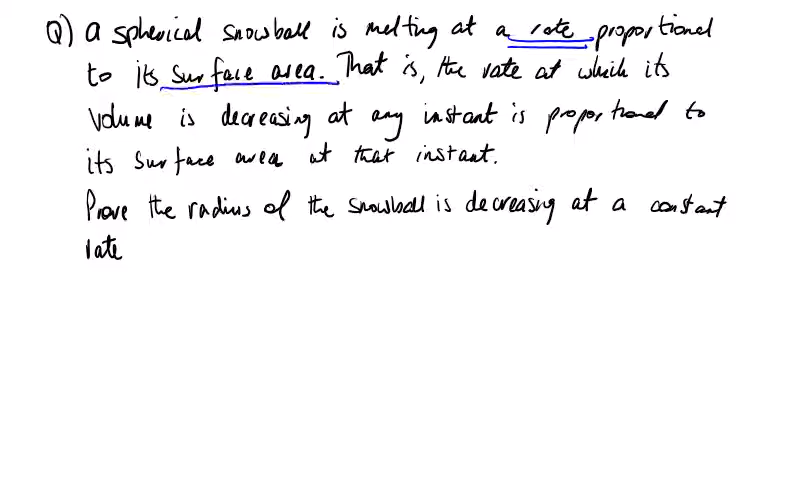 Q) a spherical snowball is melting at a rate proportional
to its surface area. That is, the rate at which its
Volume is decreasing at any instant is proportional to
its surface area at that instant.
Prove the radius of the snowball is decreasing at a constant
rate